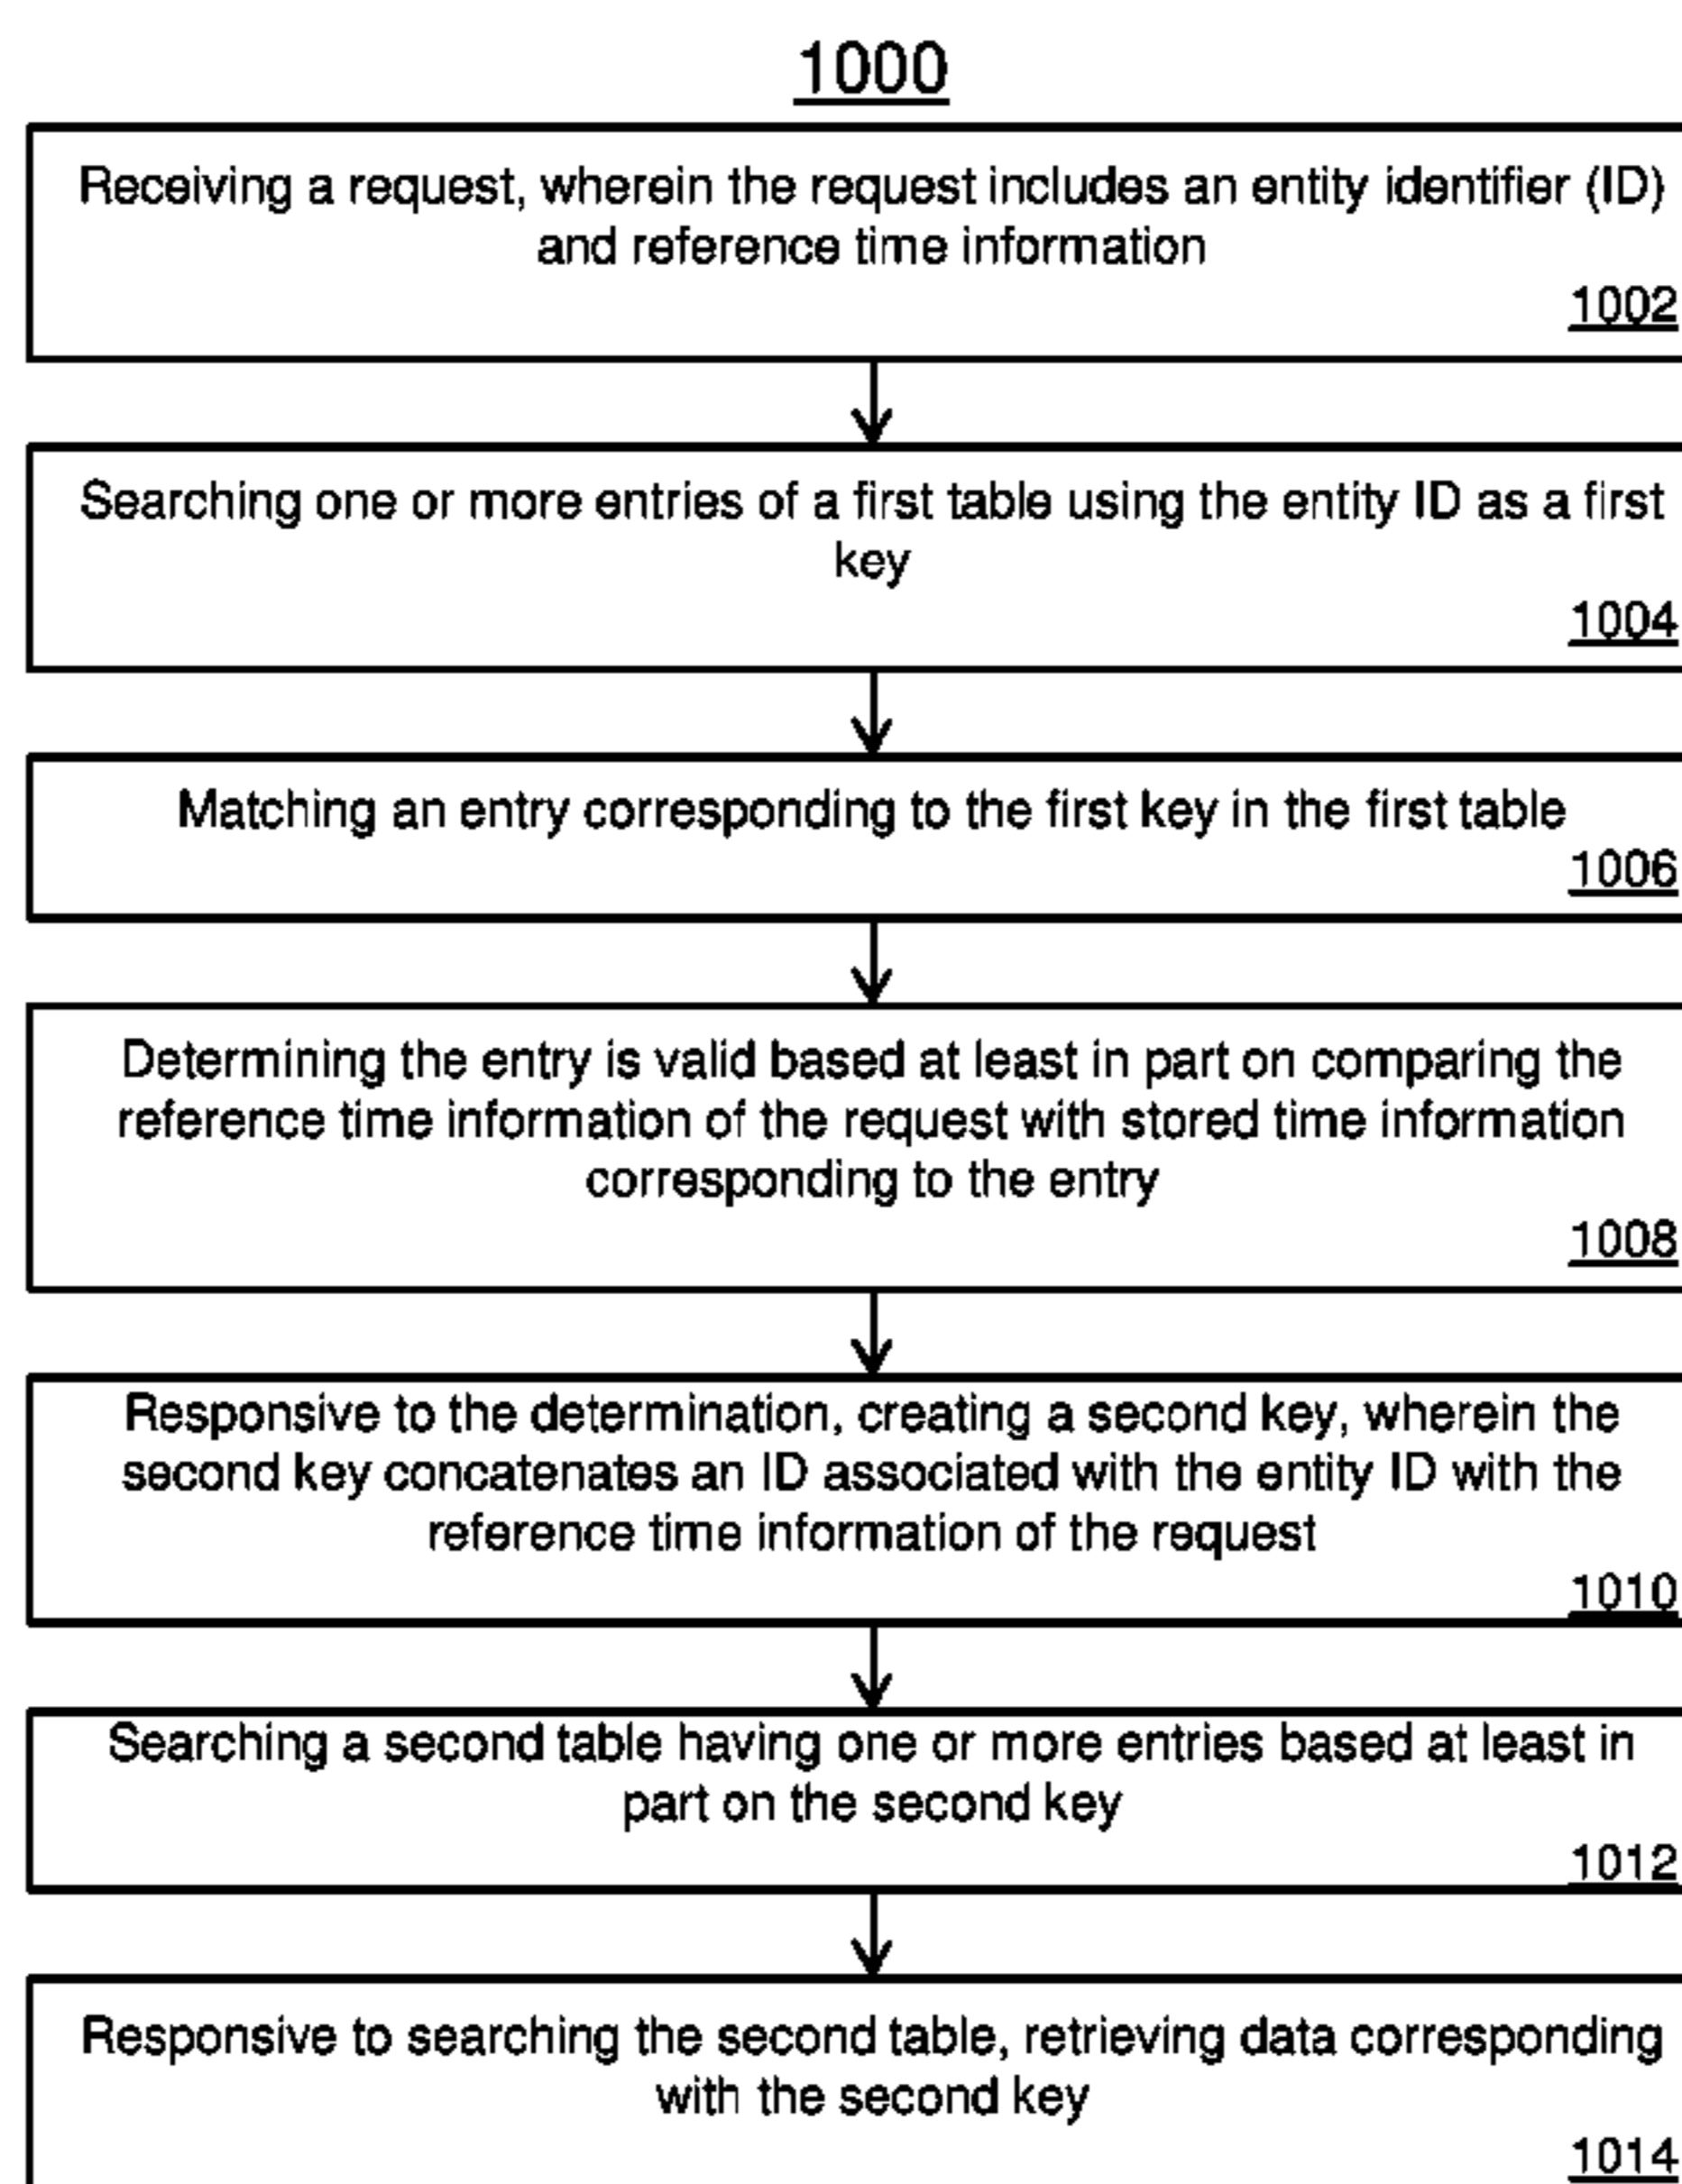 1000
Receiving a request, wherein the request includes an entity identifier (ID)
and reference time information
1002
Searching one or more entries of a first table using the entity ID as a first
key
1004
Matching an entry corresponding to the first key in the first table
1006
Determining the entry is valid based at least in part on comparing the
reference time information of the request with stored time information
corresponding to the entry
1008
Responsive to the determination, creating a second key, wherein the
second key concatenates an ID associated with the entity ID with the
reference time information of the request
1010
Searching a second table having one or more entries based at least in
part on the second key
1012
Responsive to searching the second table, retrieving data corresponding
with the second key
1014